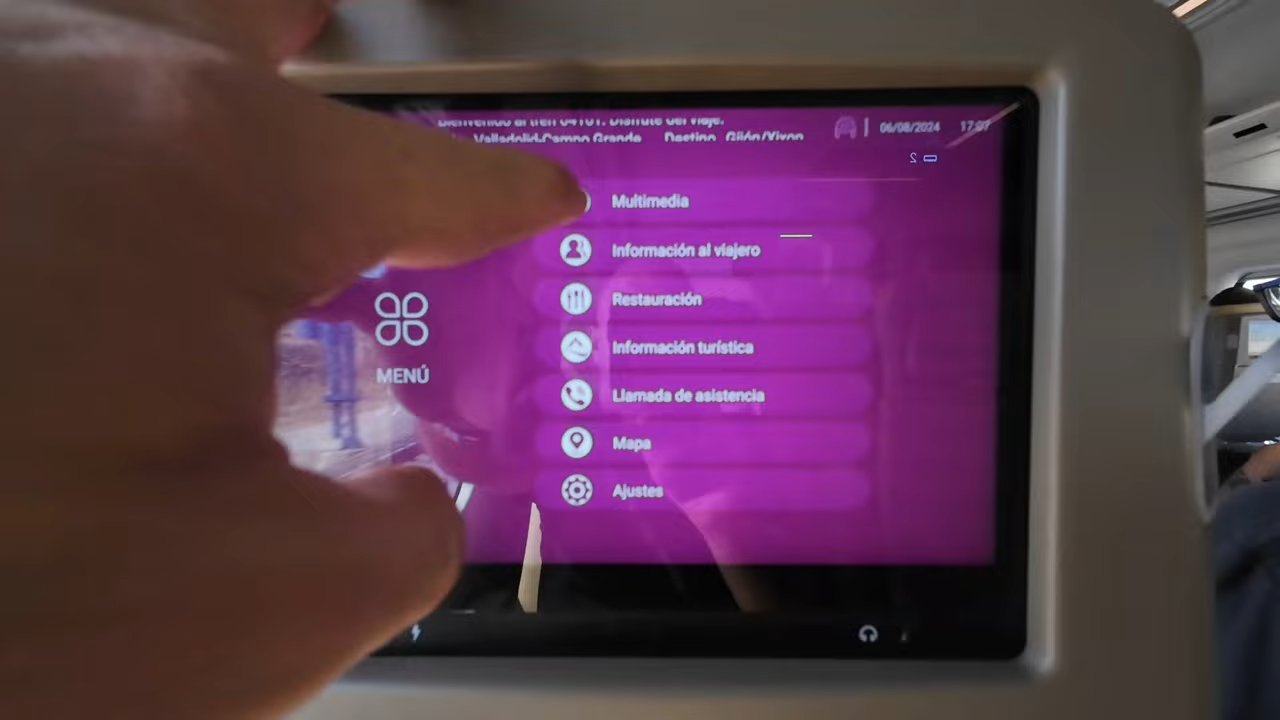 Bienvenido al tren 04161. Disfrute del viaje.
Valladolid-Campo Grande Destino Gijón/Xixon
06/08/2024 17:07
Multimedia
Información al viajero
Restauración
Información turística
MENÚ
Llamada de asistencia
Mapa
Ajustes